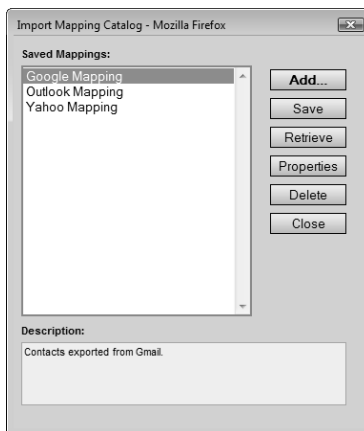 Import Mapping Catalog - Mozilla Firefox
Saved Mappings:
Google Mapping
Outlook Mapping
Yahoo Mapping
Add...
Save
Retrieve
Properties
Delete
Close
Description:
Contacts exported from Gmail.